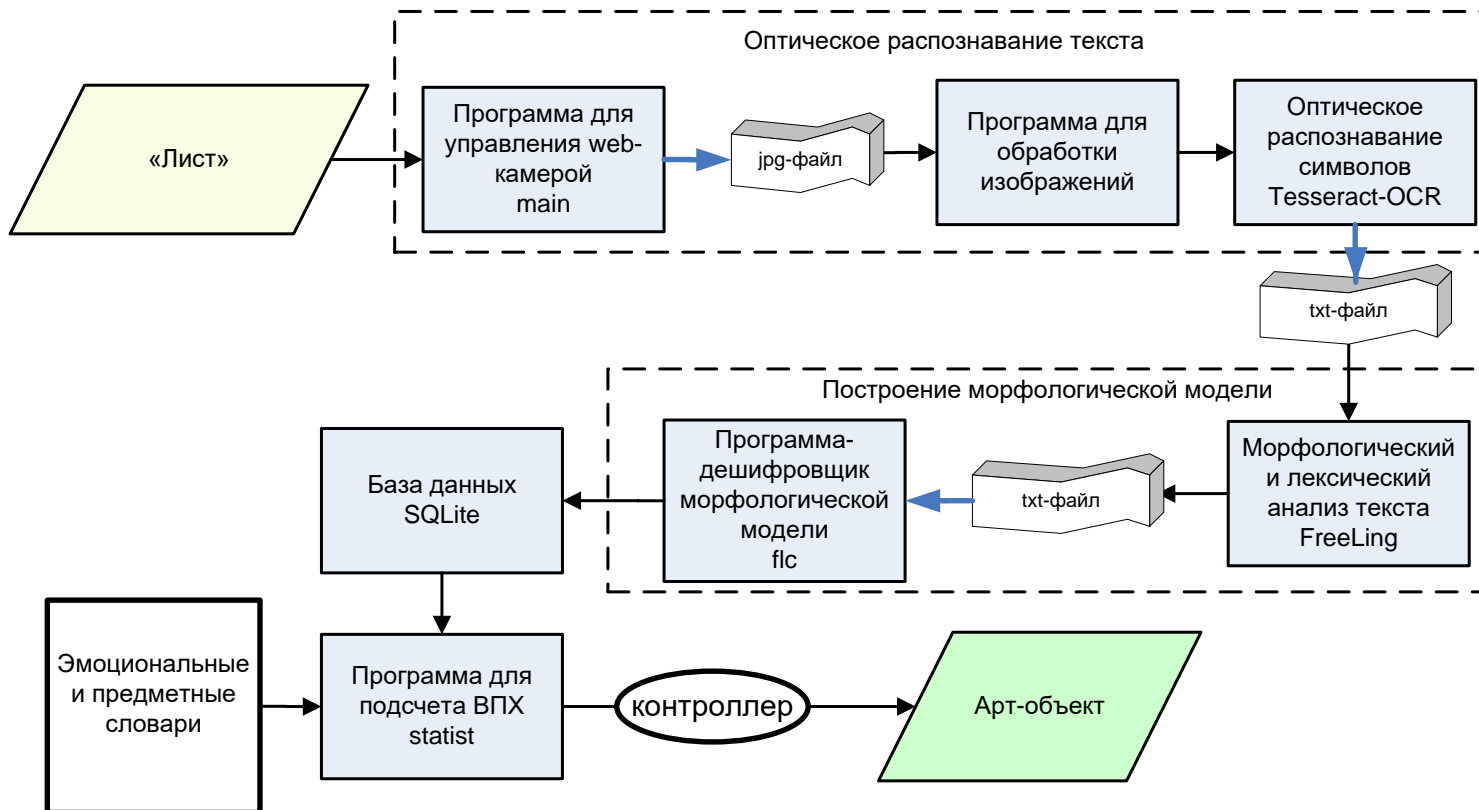 Оптическое распознавание текста
«Лист»
Программа для
управления web-
камерой
main
jpg-файл
Программа для
обработки
изображений
Оптическое
распознавание
символов
Tesseract-OCR
txt-файл
Построение морфологической модели
Морфологический
и лексический
анализ текста
FreeLing
txt-файл
Программа-
дешифровщик
морфологической
модели
flc
База данных
SQLite
Эмоциональные
и предметные
словари
Программа для
подсчета ВПХ
statist
контроллер
Арт-объект